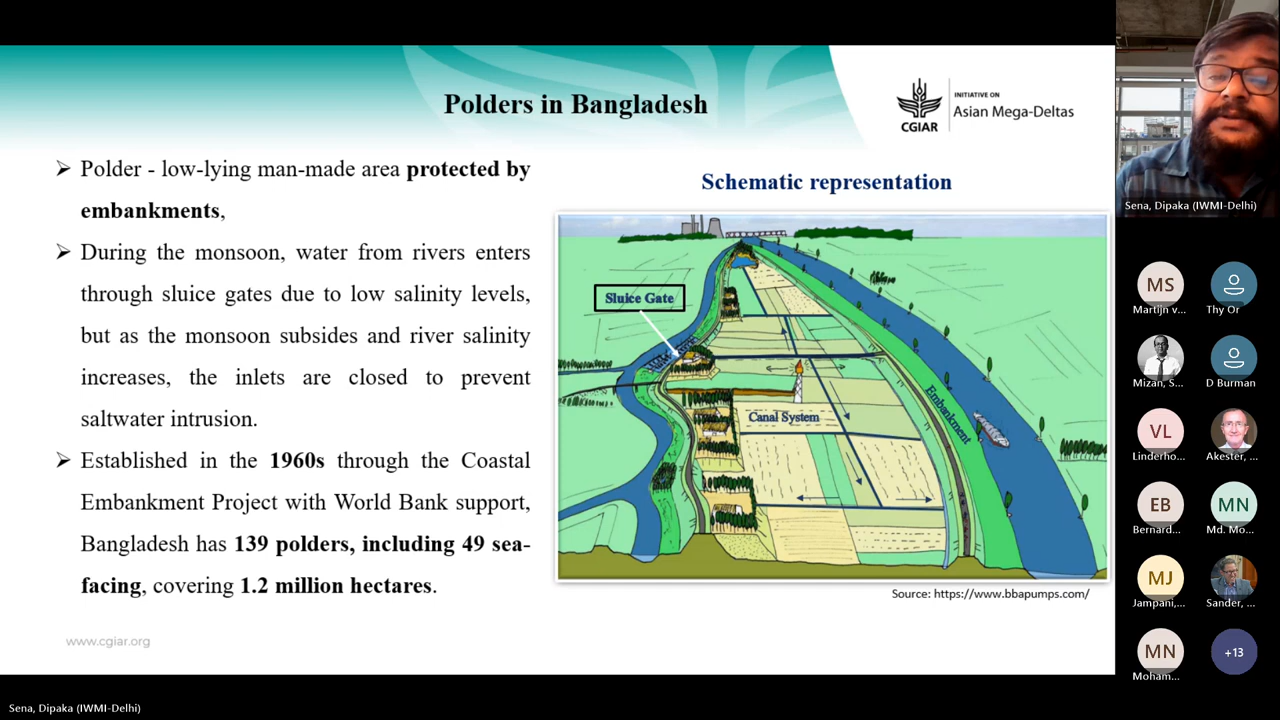 Polders in Bangladesh
INITIATIVE ON
Asian Mega-Deltas
CGIAR
➢ Polder - low-lying man-made area protected by
embankments,
➢ During the monsoon, water from rivers enters
through sluice gates due to low salinity levels,
but as the monsoon subsides and river salinity
increases, the inlets are closed to prevent
saltwater intrusion.
➢ Established in the 1960s through the Coastal
Embankment Project with World Bank support,
Bangladesh has 139 polders, including 49 sea-
facing, covering 1.2 million hectares.
Schematic representation
Sluice Gate
Canal System
Embankment
Source: https://www.bbapumps.com/
www.cgiar.org
Sena, Dipaka (IWMI-Delhi)
MS
Martijn v...
Thy Or
Mizan, S...
D Burman
VL
Linderho...
Akester, ...
EB
Bernard...
MN
Md. Mo...
MJ
Jampani,...
Sander, ...
MN
Moham...
+13
Sena, Dipaka (IWMI-Delhi)